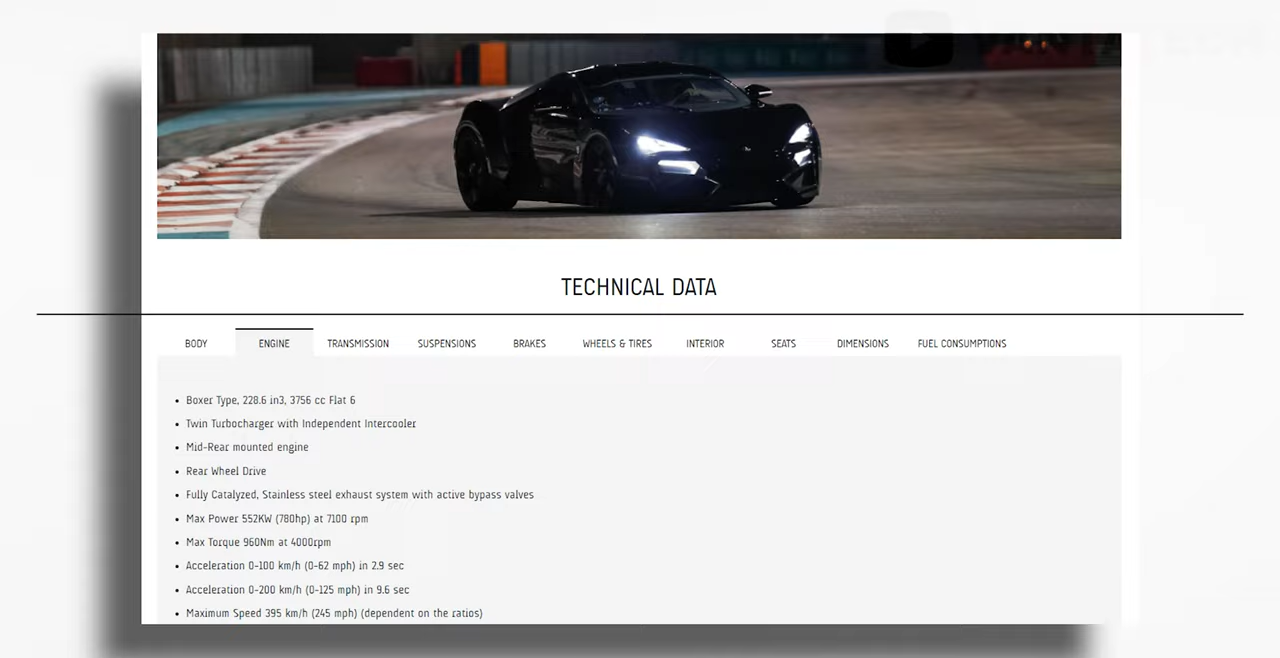 TECHNICAL DATA
BODY ENGINE TRANSMISSION SUSPENSIONS BRAKES WHEELS & TIRES INTERIOR SEATS DIMENSIONS FUEL CONSUMPTIONS
• Boxer Type, 228.6 in3, 3756 cc Flat 6
• Twin Turbocharger with Independent Intercooler
• Mid-Rear mounted engine
• Rear Wheel Drive
• Fully Catalyzed, Stainless steel exhaust system with active bypass valves
• Max Power 552KW (780hp) at 7100 rpm
• Max Torque 960Nm at 4000rpm
• Acceleration 0-100 km/h (0-62 mph) in 2.9 sec
• Acceleration 0-200 km/h (0-125 mph) in 9.6 sec
• Maximum Speed 395 km/h (245 mph) (dependent on the ratios)